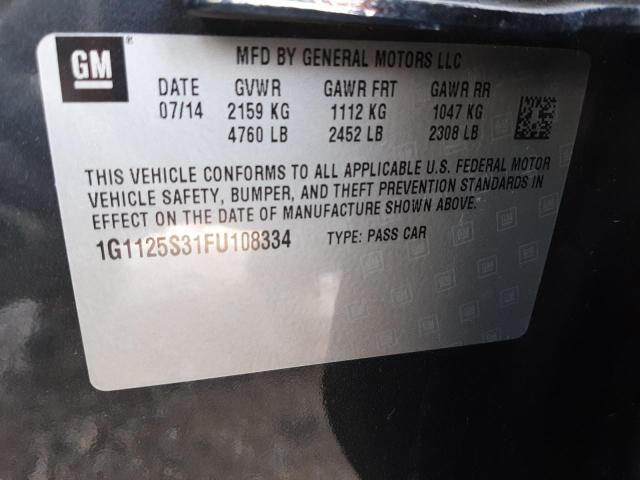 GM
®
MFD BY GENERAL MOTORS LLC
DATE GVWR GAWR FRT GAWR RR
07/14 2159 KG 1112 KG 1047 KG
4760 LB 2452 LB 2308 LB
THIS VEHICLE CONFORMS TO ALL APPLICABLE U.S. FEDERAL MOTOR
VEHICLE SAFETY, BUMPER, AND THEFT PREVENTION STANDARDS IN
EFFECT ON THE DATE OF MANUFACTURE SHOWN ABOVE.
1G1125S31FU108334 TYPE: PASS CAR